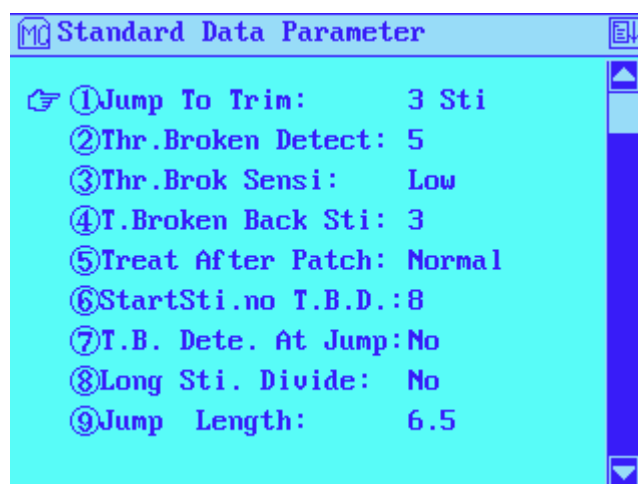 MC Standard Data Parameter
①Jump To Trim: 3 Sti
②Thr.Broken Detect: 5
③Thr.Brok Sensi: Low
④T.Broken Back Sti: 3
⑤Treat After Patch: Normal
⑥StartSti.no T.B.D.:8
⑦T.B. Dete. At Jump:No
⑧Long Sti. Divide: No
⑨Jump Length: 6.5